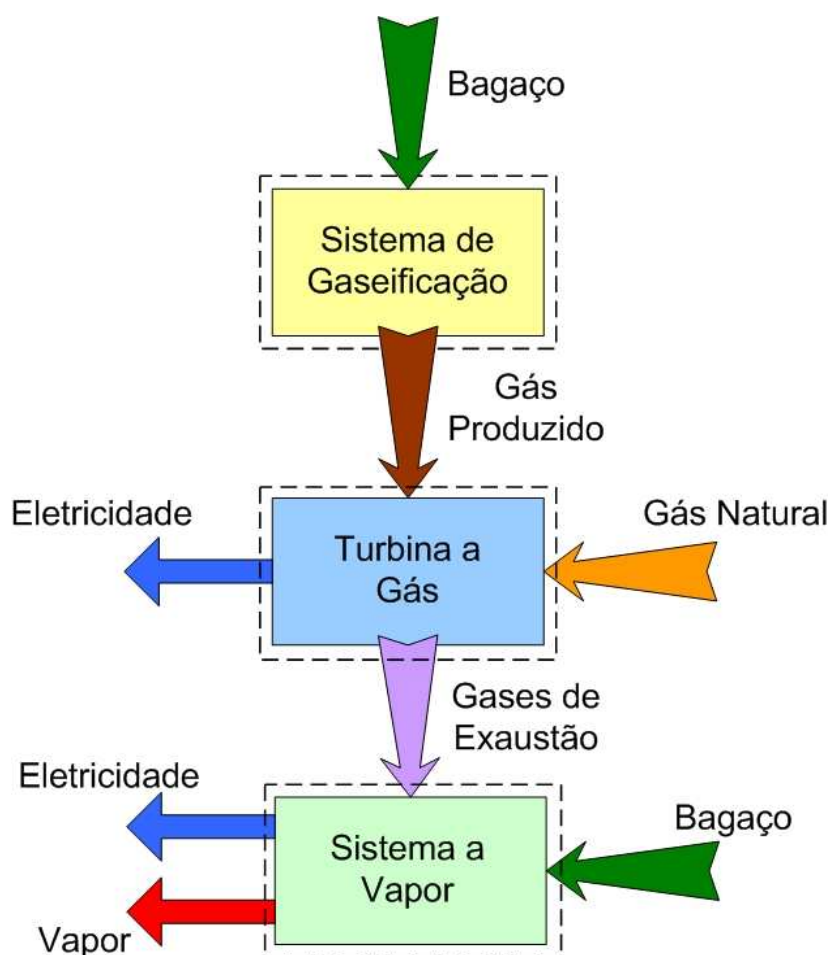 Bagaço
Sistema de
Gaseificação
Gás
Produzido
Eletricidade
Gás Natural
Turbina a
Gás
Gases de
Exaustão
Eletricidade
Bagaço
Sistema a
Vapor
Vapor